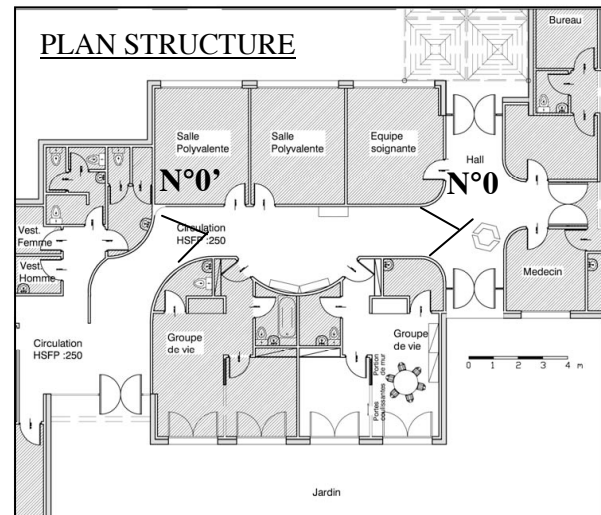 PLAN STRUCTURE
Bureau
Salle
Polyvalente
Salle
Polyvalente
Equipe
soignante
Hall
N°0’
N°0
Vest.
Femme
Circulation
HSFP :250
Vest.
Homme
Medecin
Circulation
HSFP :250
Groupe
de vie
Groupe
de vie
Portion
de mur
Portes
coulissantes
0 1 2 3 4 m
Jardin